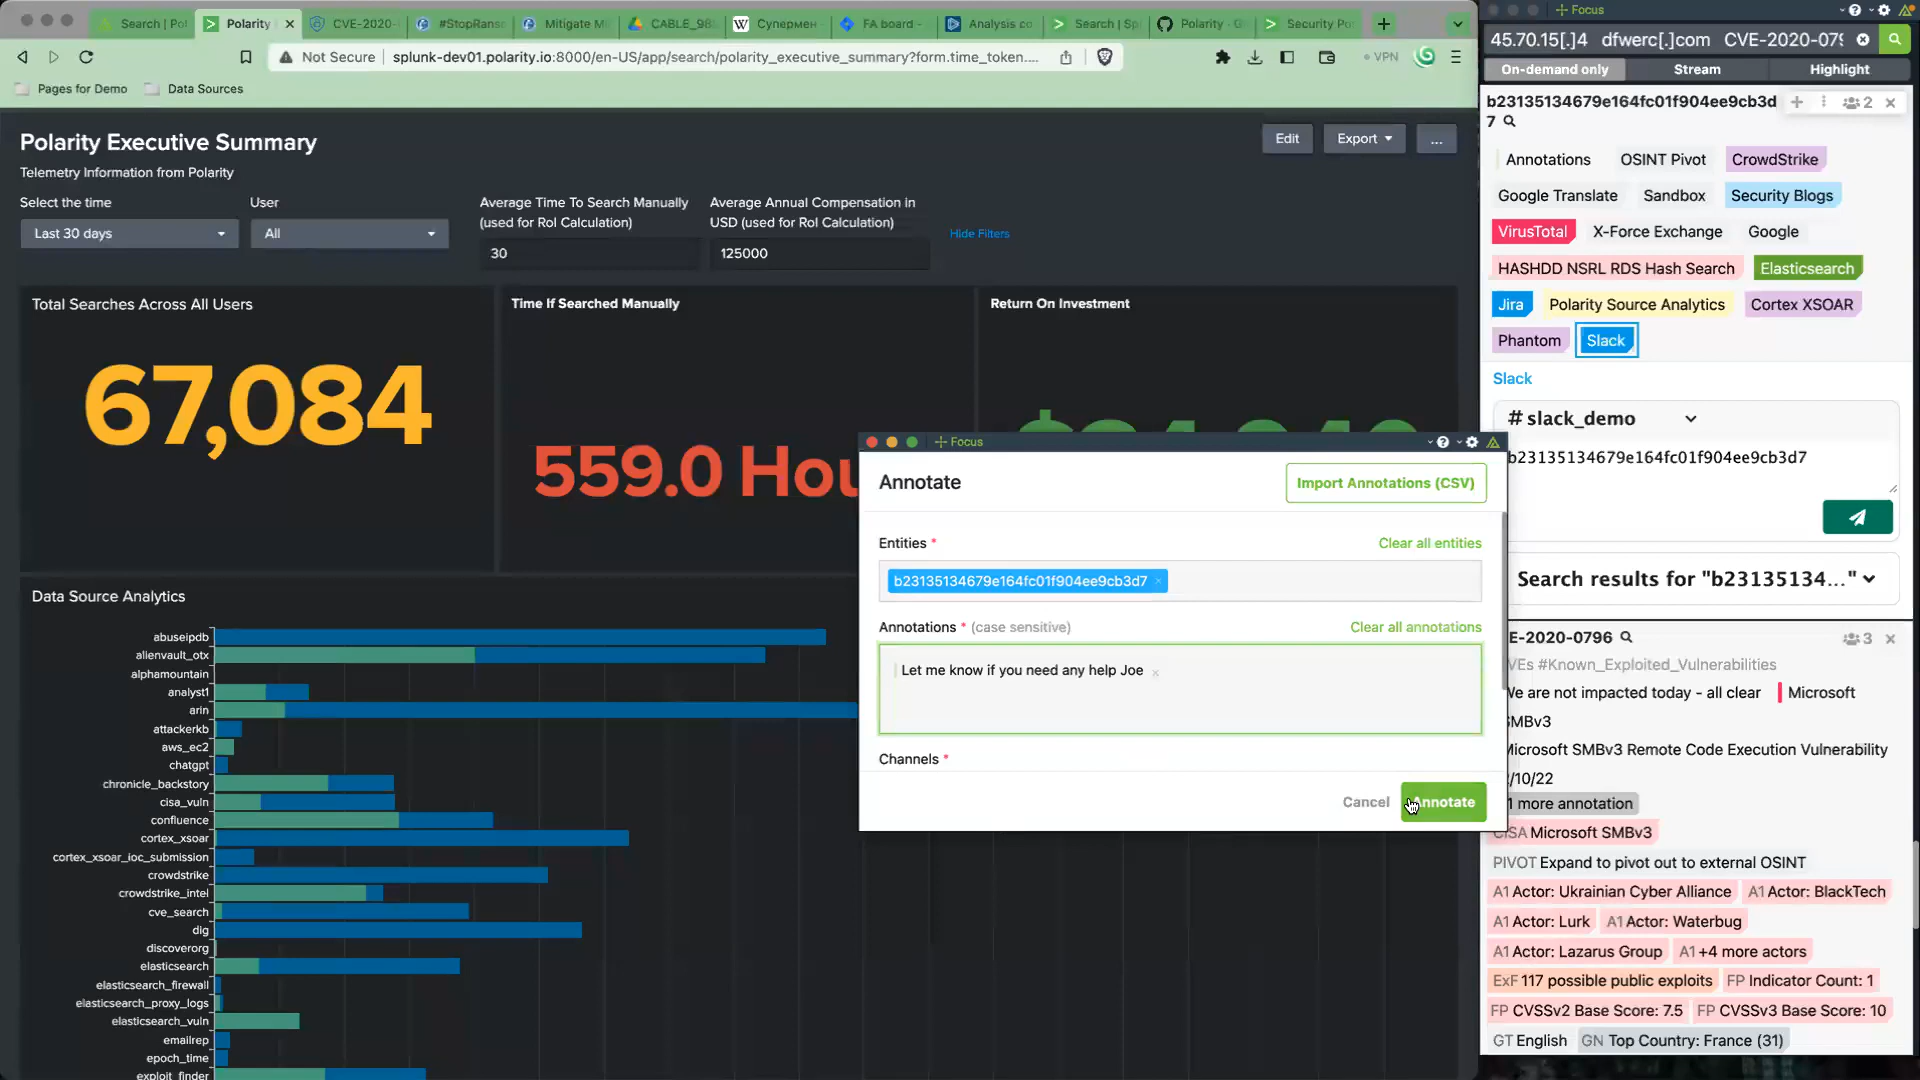 Search | Pol
Polarity
CVE-2020-
#StopRans
Mitigate M
CABLE_98
Супермен
FA board -
Analysis co
Search | Spl
Polarity - G
Security Po
Not Secure
splunk-dev01.polarity.io:8000/en-US/app/search/polarity_executive_summary?form.time_token....
VPN
Pages for Demo
Data Sources
Polarity Executive Summary
Edit
Export
...
Telemetry Information from Polarity
Select the time
User
Average Time To Search Manually
(used for RoI Calculation)
Average Annual Compensation in
USD (used for RoI Calculation)
Last 30 days
All
30
125000
Hide Filters
Total Searches Across All Users
67,084
Time If Searched Manually
559.0 Hou
Return On Investment
Data Source Analytics
abuseipdb
alienvault_otx
alphamountain
analyst1
arin
attackerkb
aws_ec2
chatgpt
chronicle_backstory
cisa_vuln
confluence
cortex_xsoar
cortex_xsoar_ioc_submission
crowdstrike
crowdstrike_intel
cve_search
dig
discoverorg
elasticsearch
elasticsearch_firewall
elasticsearch_proxy_logs
elasticsearch_vuln
emailrep
epoch_time
exploit_finder
Focus
Annotate
Import Annotations (CSV)
Entities *
Clear all entities
b23135134679e164fc01f904ee9cb3d7 ×
Annotations * (case sensitive)
Clear all annotations
Let me know if you need any help Joe ×
Channels *
Cancel
Annotate
Focus
45.70.15[.]4 dfwerc[.]com CVE-2020-079
On-demand only
Stream
Highlight
b23135134679e164fc01f904ee9cb3d
7
2
Annotations
OSINT Pivot
CrowdStrike
Google Translate
Sandbox
Security Blogs
VirusTotal
X-Force Exchange
Google
HASHDD NSRL RDS Hash Search
Elasticsearch
Jira
Polarity Source Analytics
Cortex XSOAR
Phantom
Slack
Slack
# slack_demo
b23135134679e164fc01f904ee9cb3d7
Search results for "b23135134..."
E-2020-0796
3
VEs #Known_Exploited_Vulnerabilities
We are not impacted today - all clear
Microsoft
SMBv3
Microsoft SMBv3 Remote Code Execution Vulnerability
/10/22
1 more annotation
CISA Microsoft SMBv3
PIVOT Expand to pivot out to external OSINT
A1 Actor: Ukrainian Cyber Alliance
A1 Actor: BlackTech
A1 Actor: Lurk
A1 Actor: Waterbug
A1 Actor: Lazarus Group
A1 +4 more actors
ExF 117 possible public exploits
FP Indicator Count: 1
FP CVSSv2 Base Score: 7.5
FP CVSSv3 Base Score: 10
GT English
GN Top Country: France (31)